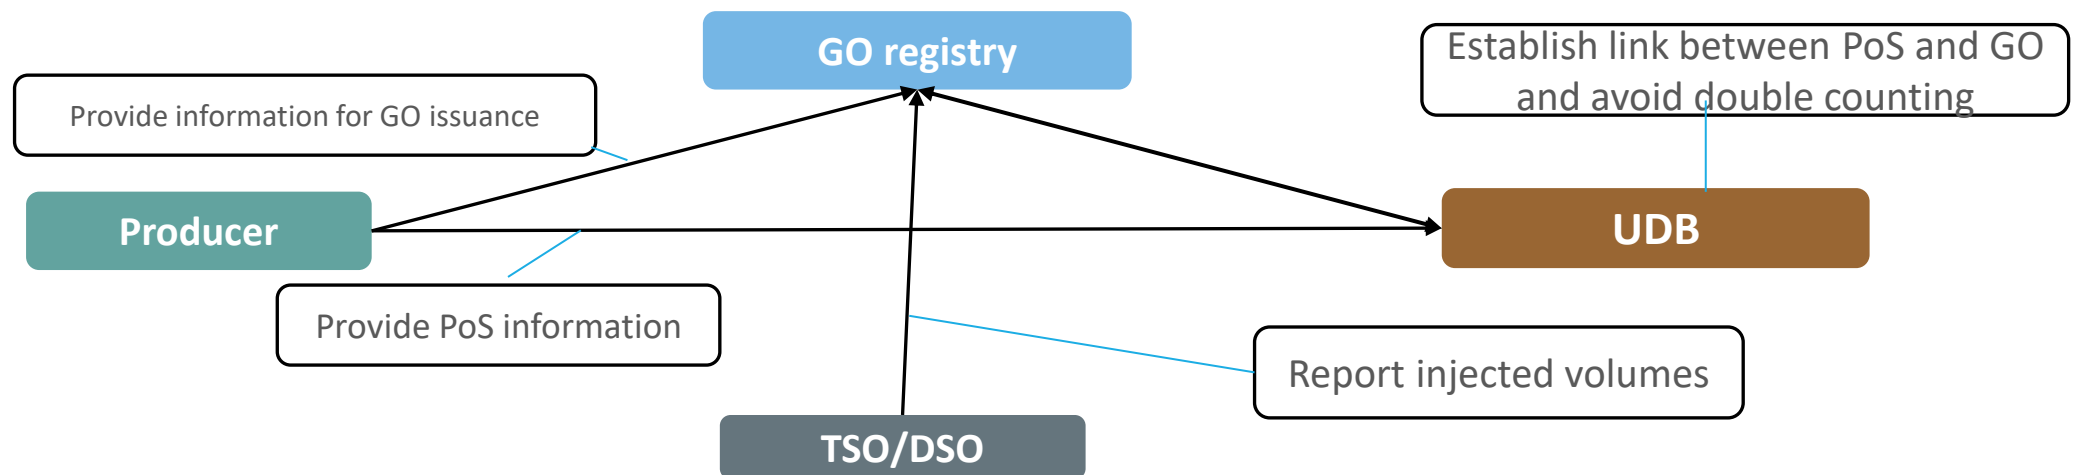 GO registry
Establish link between PoS and GO
and avoid double counting
Provide information for GO issuance
Producer
UDB
Provide PoS information
Report injected volumes
TSO/DSO